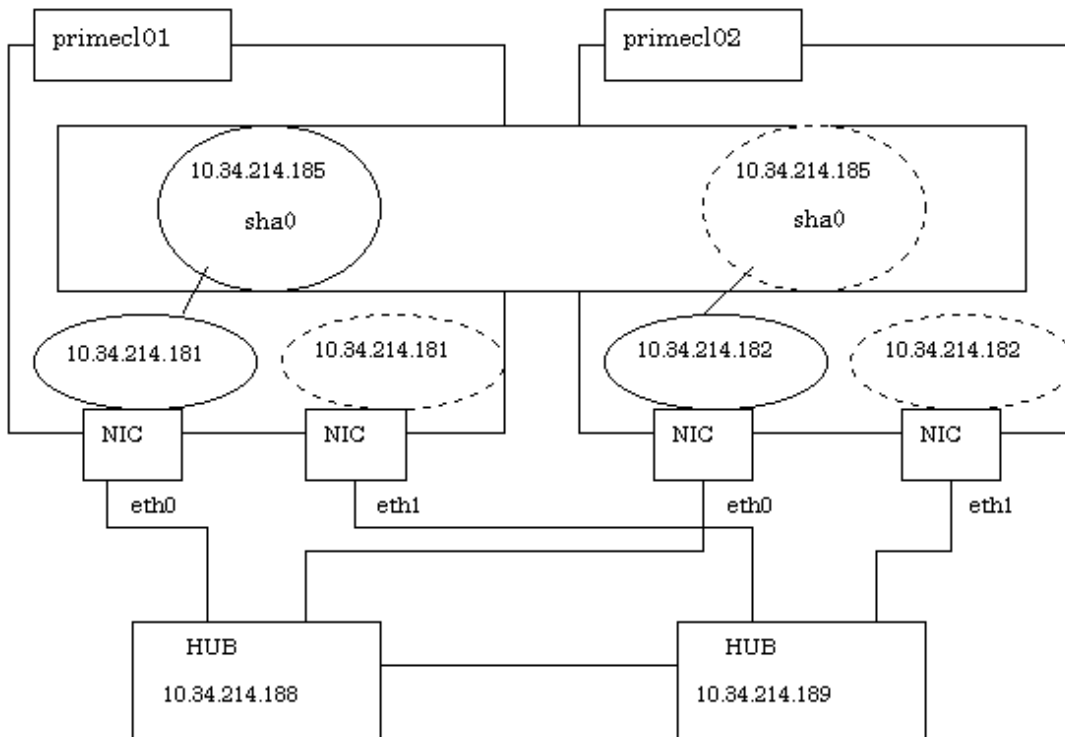 primecl01
primecl02
10.34.214.185
sha0
10.34.214.185
sha0
10.34.214.181
10.34.214.181
10.34.214.182
10.34.214.182
NIC
NIC
NIC
NIC
eth0
eth1
eth0
eth1
HUB
10.34.214.188
HUB
10.34.214.189